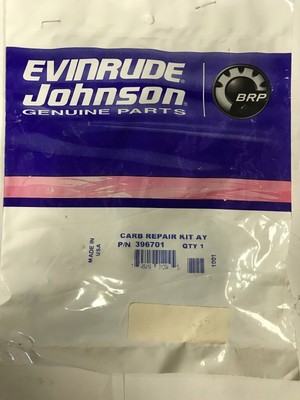 EVINRUDE
Johnson
GENUINE PARTS
BRP
CARB REPAIR KIT AY
P/N 396701 QTY 1
MADE IN
USA
1001